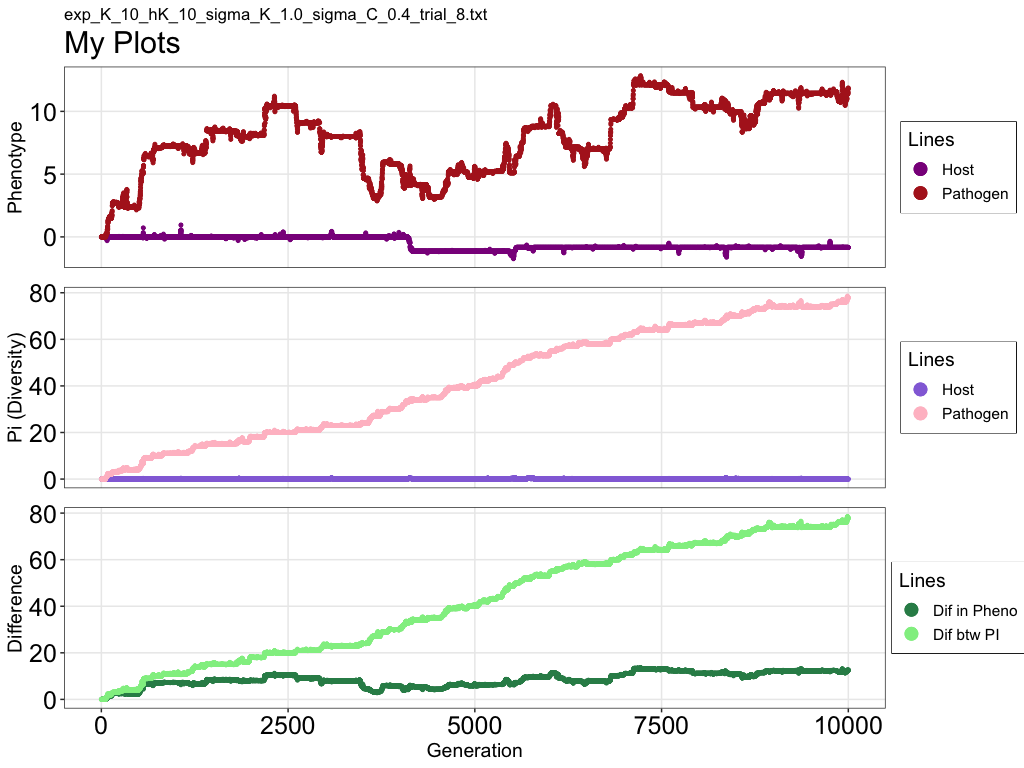 exp_K_10_hK_10_sigma_K_1.0_sigma_C_0.4_trial_8.txt
My Plots
Phenotype
10
5
0
Lines
Host
Pathogen
Pi (Diversity)
80
60
40
20
0
Lines
Host
Pathogen
Difference
80
60
40
20
0
Lines
Dif in Pheno
Dif btw PI
0 2500 5000 7500 10000
Generation